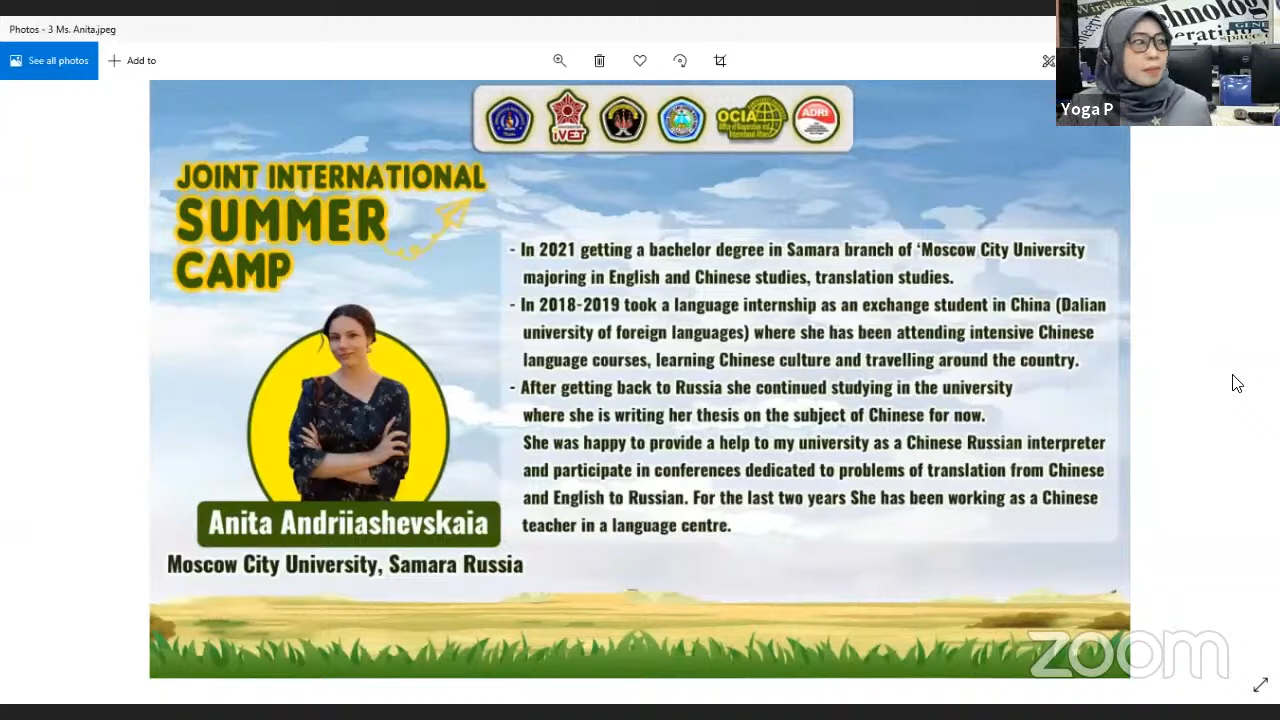 Photos - 3 Ms. Anita.jpeg
See all photos
Add to
Yoga P
IVET
OCIA
ADRI
JOINT INTERNATIONAL
SUMMER
CAMP
- In 2021 getting a bachelor degree in Samara branch of ‘Moscow City University
majoring in English and Chinese studies, translation studies.
- In 2018-2019 took a language internship as an exchange student in China (Dalian
university of foreign languages) where she has been attending intensive Chinese
language courses, learning Chinese culture and travelling around the country.
- After getting back to Russia she continued studying in the university
where she is writing her thesis on the subject of Chinese for now.
She was happy to provide a help to my university as a Chinese Russian interpreter
and participate in conferences dedicated to problems of translation from Chinese
and English to Russian. For the last two years She has been working as a Chinese
teacher in a language centre.
Anita Andriiashevskaia
Moscow City University, Samara Russia
zoom